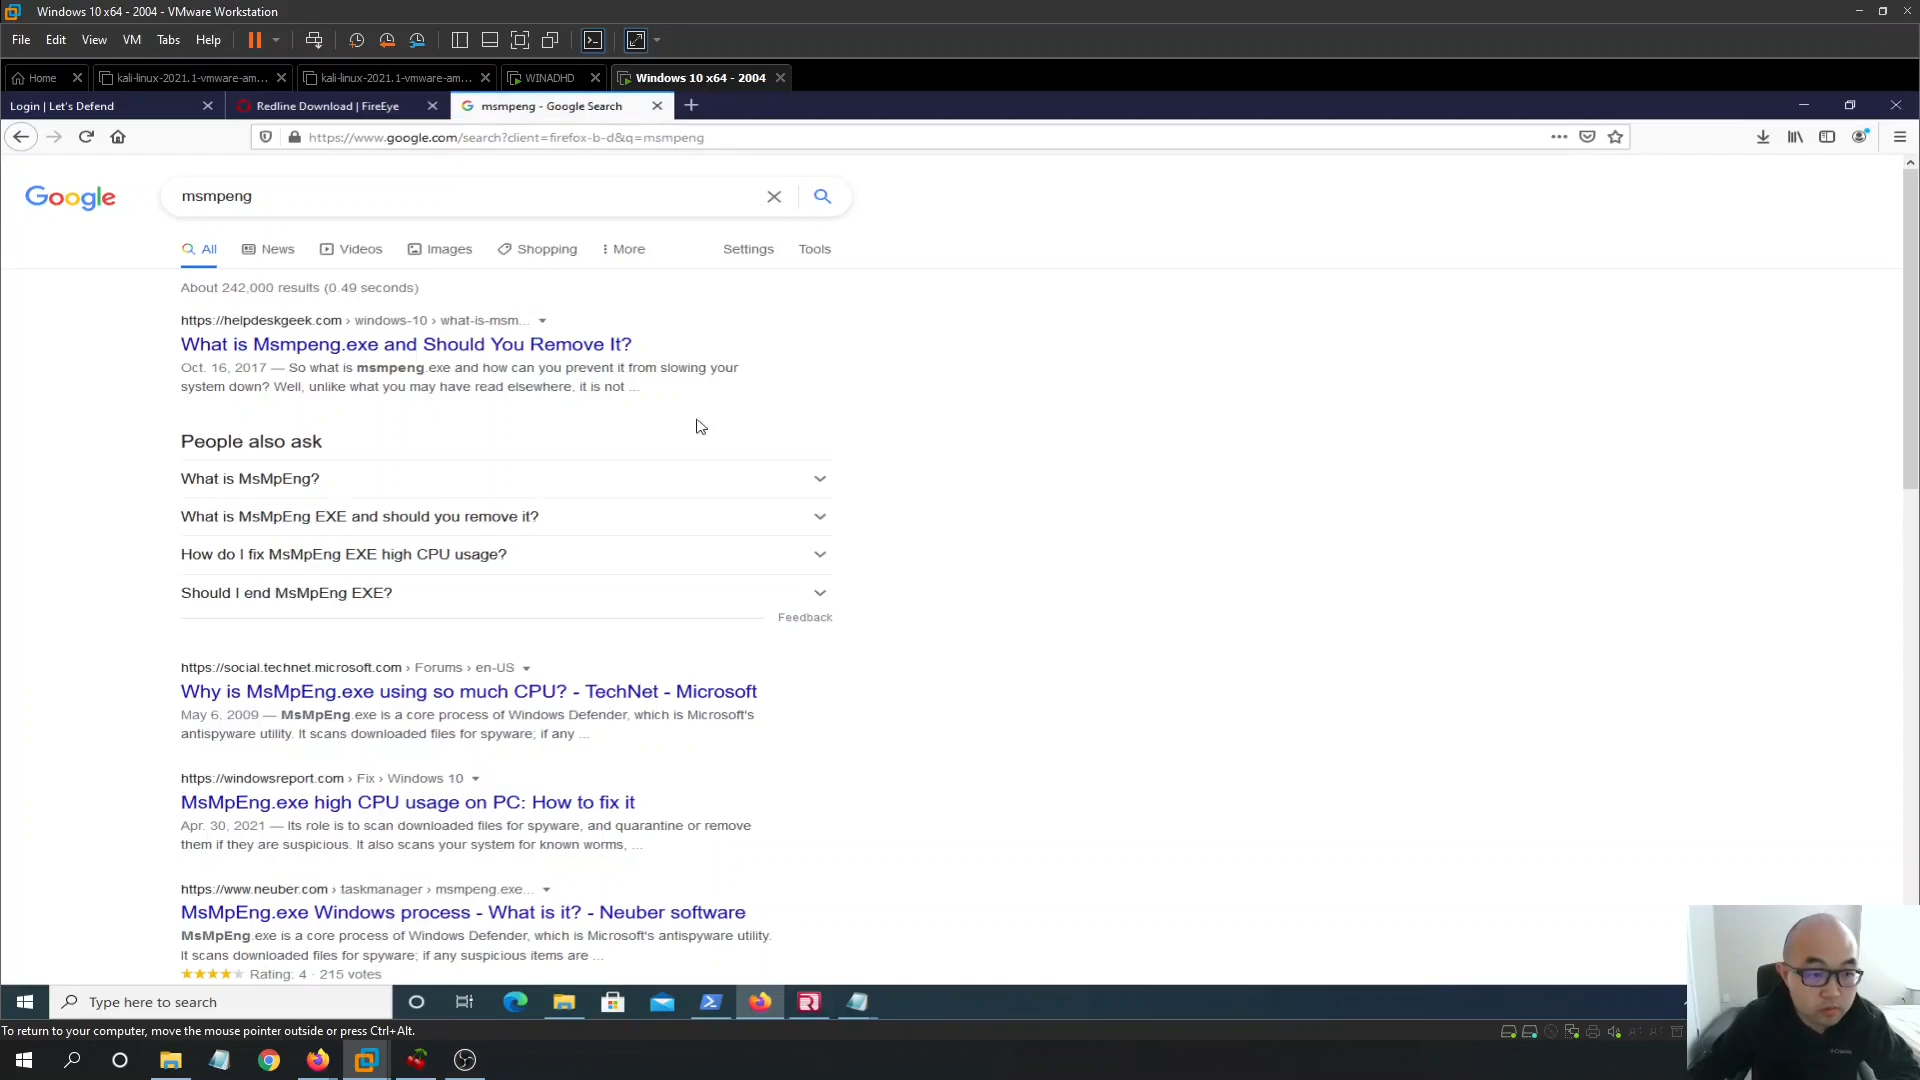 Windows 10 x64 - 2004 - VMware Workstation
File Edit View VM Tabs Help
Home kali-linux-2021.1-vmware-am... kali-linux-2021.1-vmware-am... WINADHD Windows 10 x64 - 2004
Login | Let's Defend Redline Download | FireEye msmpeng - Google Search
https://www.google.com/search?client=firefox-b-d&q=msmpeng
Google msmpeng
All News Videos Images Shopping More Settings Tools
About 242,000 results (0.49 seconds)
https://helpdeskgeek.com › windows-10 › what-is-msm...
What is Msmpeng.exe and Should You Remove It?
Oct. 16, 2017 — So what is msmpeng.exe and how can you prevent it from slowing your
system down? Well, unlike what you may have read elsewhere, it is not ...
People also ask
What is MsMpEng?
What is MsMpEng EXE and should you remove it?
How do I fix MsMpEng EXE high CPU usage?
Should I end MsMpEng EXE?
Feedback
https://social.technet.microsoft.com › Forums › en-US
Why is MsMpEng.exe using so much CPU? - TechNet - Microsoft
May 6, 2009 — MsMpEng.exe is a core process of Windows Defender, which is Microsoft's
antispyware utility. It scans downloaded files for spyware; if any ...
https://windowsreport.com › Fix › Windows 10
MsMpEng.exe high CPU usage on PC: How to fix it
Apr. 30, 2021 — Its role is to scan downloaded files for spyware, and quarantine or remove
them if they are suspicious. It also scans your system for known worms, ...
https://www.neuber.com › taskmanager › msmpeng.exe...
MsMpEng.exe Windows process - What is it? - Neuber software
MsMpEng.exe is a core process of Windows Defender, which is Microsoft's antispyware utility.
It scans downloaded files for spyware; if any suspicious items are ...
Rating: 4 · 215 votes
Type here to search
To return to your computer, move the mouse pointer outside or press Ctrl+Alt.